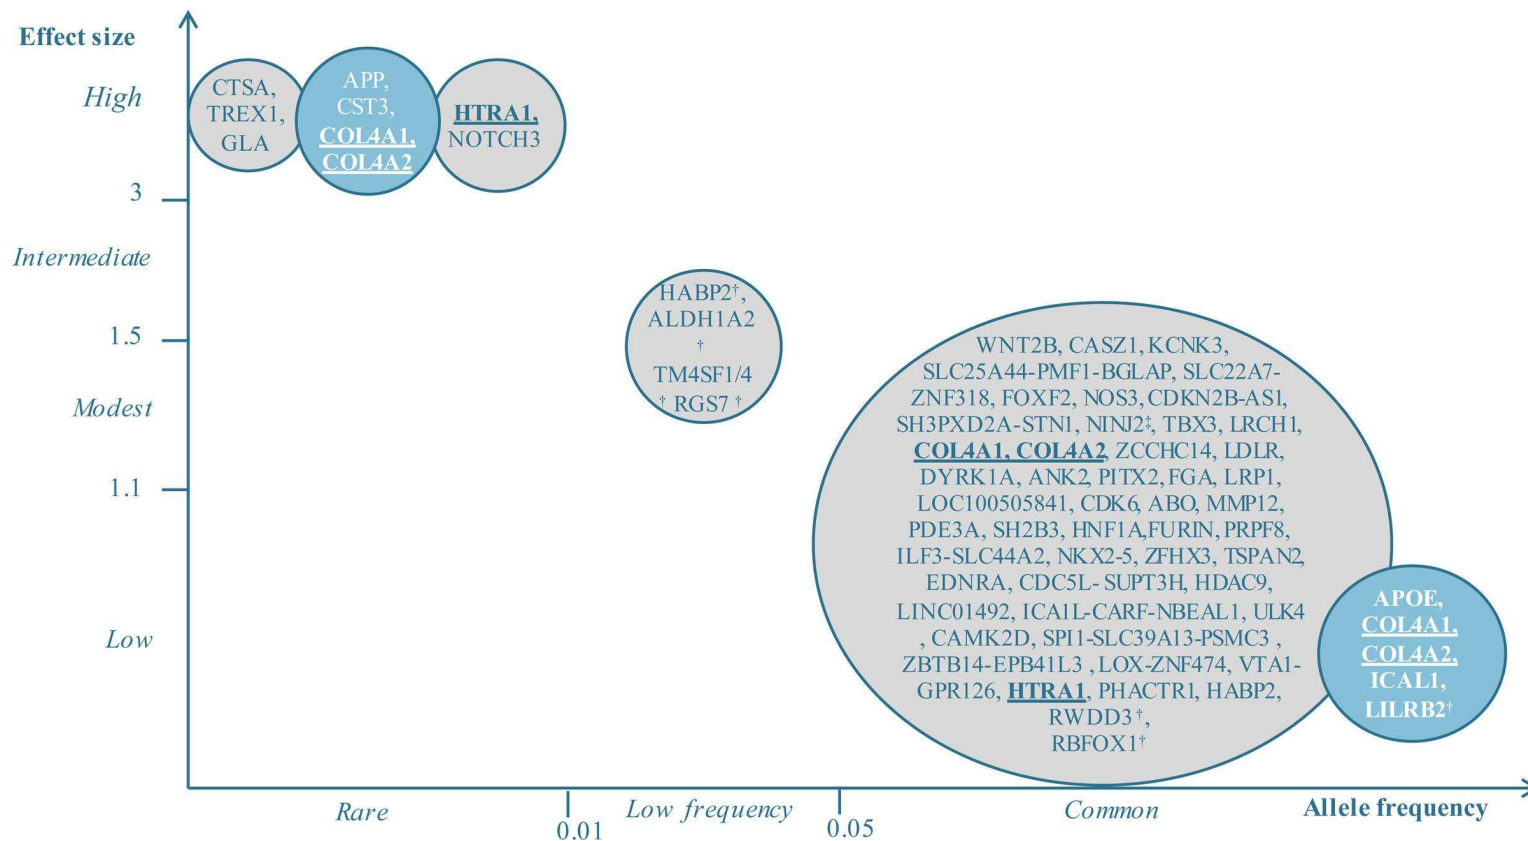 Effect size
High
3
Intermediate
1.5
Modest
1.1
Low
CTSA,
TREX1,
GLA
APP,
CST3,
COL4A1,
COL4A2
HTRA1,
NOTCH3
HABP2†,
ALDH1A2
†
TM4SF1/4
† RGS7 †
WNT2B, CASZ1, KCNK3,
SLC25A44-PMF1-BGLAP, SLC22A7-
ZNF318, FOXF2, NOS3, CDKN2B-AS1,
SH3PXD2A-STN1, NINJ2‡, TBX3, LRCH1,
COL4A1, COL4A2, ZCCHC14, LDLR,
DYRK1A, ANK2, PITX2, FGA, LRP1,
LOC100505841, CDK6, ABO, MMP12,
PDE3A, SH2B3, HNF1A,FURIN, PRPF8,
ILF3-SLC44A2, NKX2-5, ZFHX3, TSPAN2,
EDNRA, CDC5L- SUPT3H, HDAC9,
LINC01492, ICA1L-CARF-NBEAL1, ULK4
, CAMK2D, SPI1-SLC39A13-PSMC3 ,
ZBTB14-EPB41L3 , LOX-ZNF474, VTA1-
GPR126, HTRA1, PHACTR1, HABP2,
RWDD3 †,
RBFOX1†
APOE,
COL4A1,
COL4A2,
ICAL1,
LILRB2†
Rare
0.01
Low frequency
0.05
Common
Allele frequency